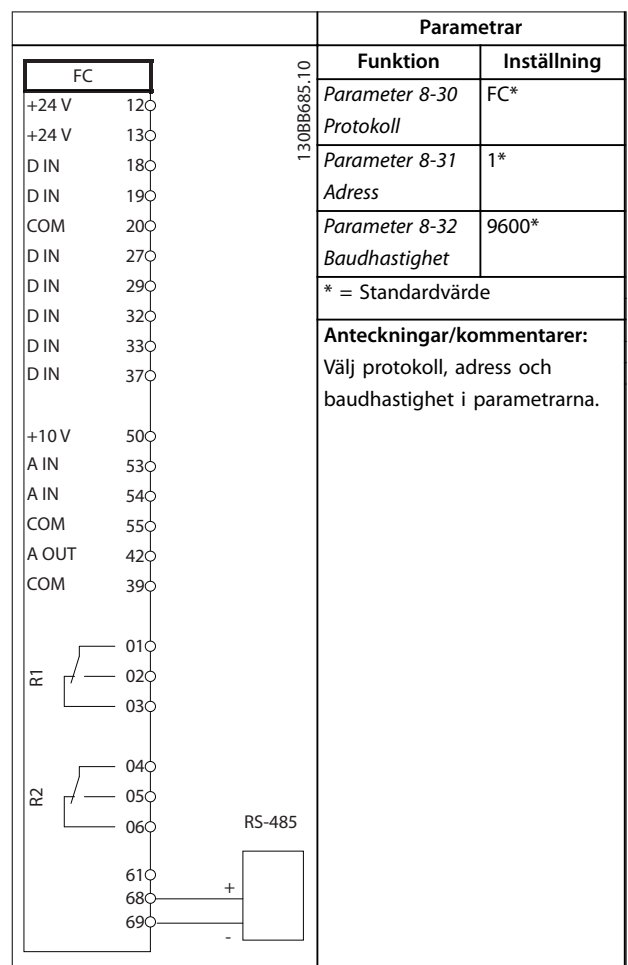 Parametrar
Funktion Inställning
Parameter 8-30 FC*
Protokoll
Parameter 8-31 1*
Adress
Parameter 8-32 9600*
Baudhastighet
* = Standardvärde
Anteckningar/kommentarer:
Välj protokoll, adress och
baudhastighet i parametrarna.
FC
130BB685.10
+24 V 12
+24 V 13
D IN 18
D IN 19
COM 20
D IN 27
D IN 29
D IN 32
D IN 33
D IN 37
+10 V 50
A IN 53
A IN 54
COM 55
A OUT 42
COM 39
R1
01
02
03
R2
04
05
06
RS-485
61
68 +
69 -